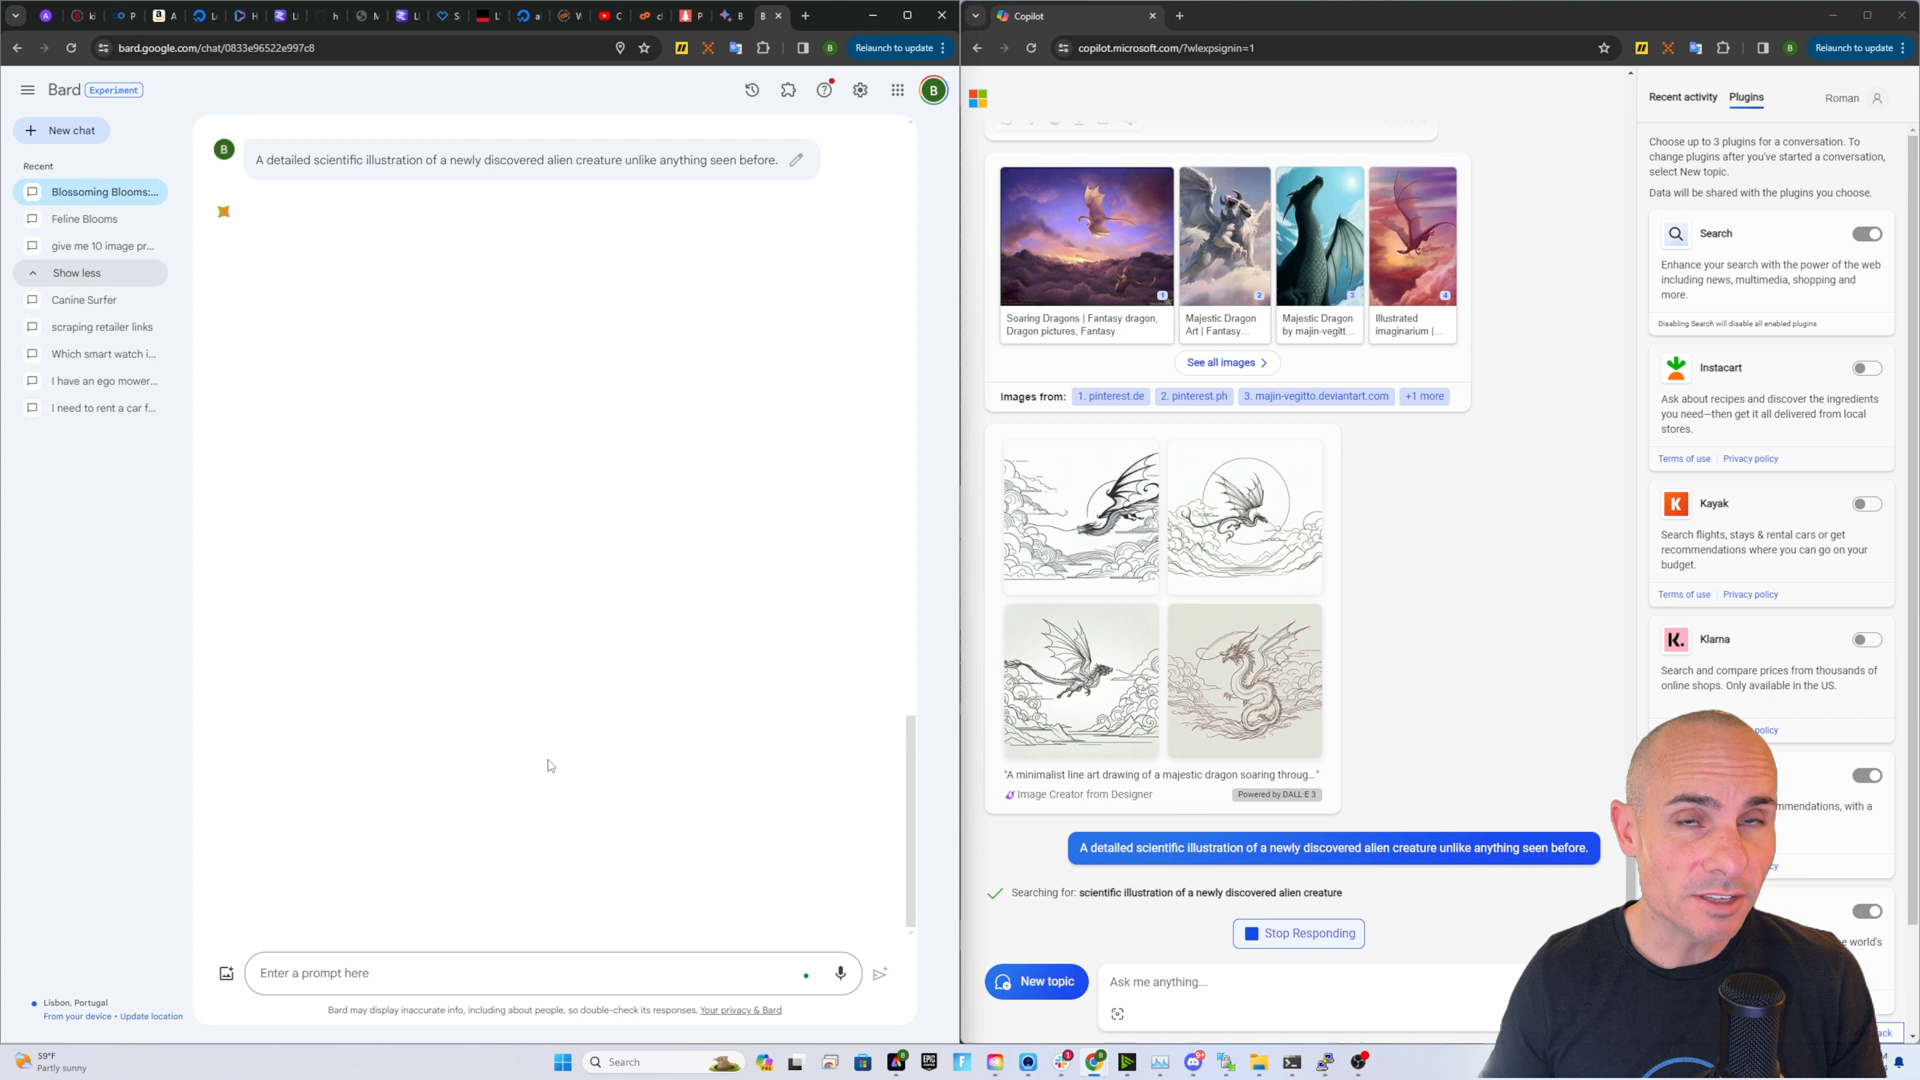 bard.google.com/chat/0833e96522e997c8
Relaunch to update
Bard
Experiment
New chat
Recent
Blossoming Blooms:...
Feline Blooms
give me 10 image pr...
Show less
Canine Surfer
scraping retailer links
Which smart watch i...
I have an ego mower...
I need to rent a car f...
A detailed scientific illustration of a newly discovered alien creature unlike anything seen before.
Enter a prompt here
Bard may display inaccurate info, including about people, so double-check its responses. Your privacy & Bard
Lisbon, Portugal
From your device • Update location
Copilot
copilot.microsoft.com/?wlexpsignin=1
Relaunch to update
Soaring Dragons | Fantasy dragon,
Dragon pictures, Fantasy
Majestic Dragon
Art | Fantasy...
Majestic Dragon
by majin-vegitt...
Illustrated
imaginarium |...
See all images
Images from: 1. pinterest.de 2. pinterest.ph 3. majin-vegitto.deviantart.com +1 more
"A minimalist line art drawing of a majestic dragon soaring throug..."
Image Creator from Designer
Powered by DALL·E 3
A detailed scientific illustration of a newly discovered alien creature unlike anything seen before.
Searching for: scientific illustration of a newly discovered alien creature
Stop Responding
New topic
Ask me anything...
Recent activity Plugins Roman
Choose up to 3 plugins for a conversation. To
change plugins after you've started a conversation,
select New topic.
Data will be shared with the plugins you choose.
Search
Enhance your search with the power of the web
including news, multimedia, shopping and
more.
Disabling Search will disable all enabled plugins
Instacart
Ask about recipes and discover the ingredients
you need—then get it all delivered from local
stores.
Terms of use Privacy policy
Kayak
Search flights, stays & rental cars or get
recommendations where you can go on your
budget.
Terms of use Privacy policy
Klarna
Search and compare prices from thousands of
online shops. Only available in the US.
policy
mmendations, with a
e world's
59°F
Partly sunny
Search